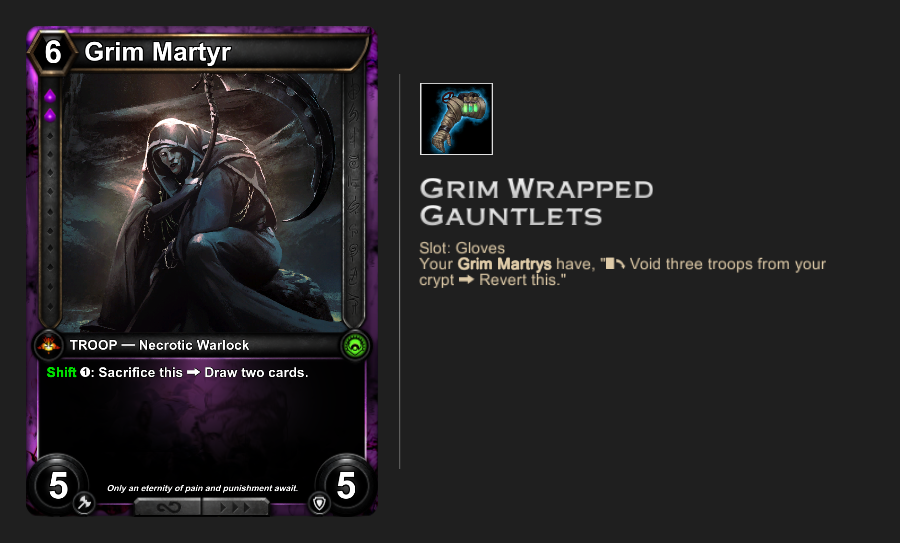 6 Grim Martyr
TROOP — Necrotic Warlock
Shift ❶: Sacrifice this ➡ Draw two cards.
Only an eternity of pain and punishment await.
5 5
GRIM WRAPPED
GAUNTLETS
Slot: Gloves
Your Grim Martrys have, " Void three troops from your
crypt ➡ Revert this."